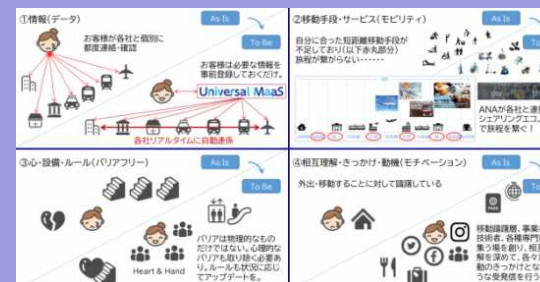 ①情報(データ)
As Is
お客様が各社と個別に
都度連絡・確認
To Be
お客様は必要な情報を
事前登録しておくだけ。
Universal MaaS
各社リアルタイムに自動連係
②移動手段・サービス(モビリティ)
As Is
自分に合った短距離移動手段が
不足しており(以下赤丸部分)
旅程が繋がらない……
To
ANAが各社と連
シェアリングエコノ
で旅程を繋ぐ!
③心・設備・ルール(バリアフリー)
As Is
To Be
バリアは物理的なもの
だけではない。心理的な
バリアも取り除く必要あ
り。ルールも状況に応じ
てアップデートを。
Heart & Hand
④相互理解・きっかけ・動機(モチベーション)
As Is
外出・移動することに対して躊躇している
To Be
移動躊躇層、事業
技術者、各種専門
集う場を創り、相互
解を深めて、各々が
動のきっかけとな
うな受発信を行う